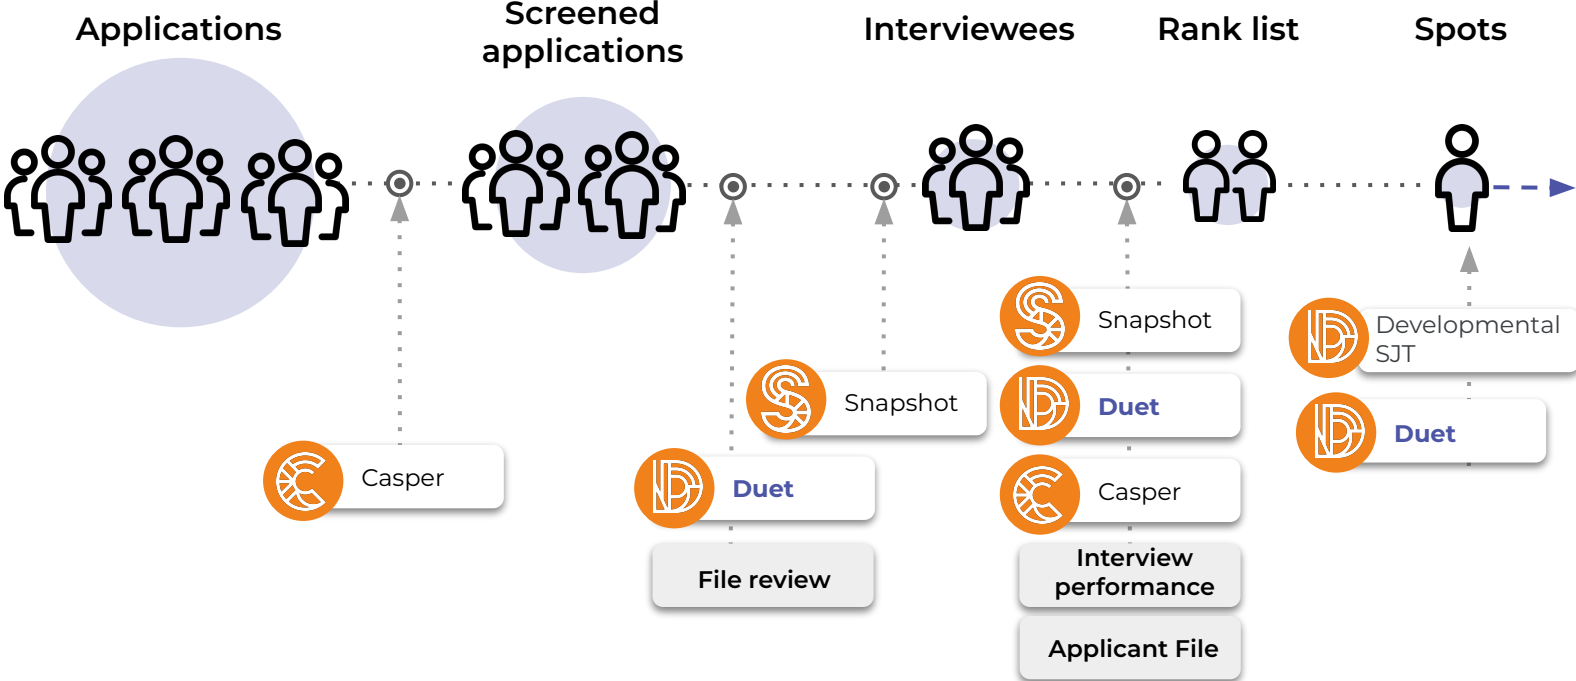 Applications
Screened
applications
Interviewees
Rank list
Spots
Casper
Duet
File review
Snapshot
Snapshot
Duet
Casper
Interview
performance
Applicant File
Developmental
SJT
Duet